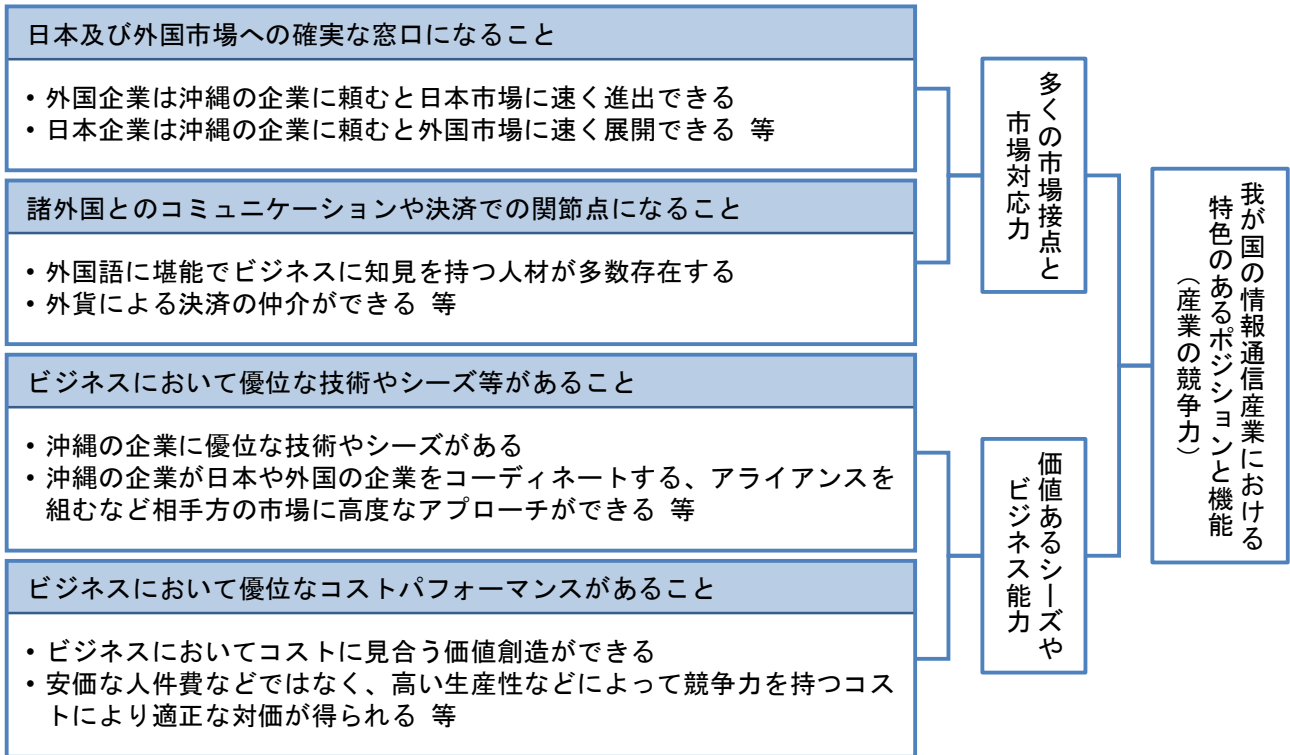 日本及び外国市場への確実な窓口になること
• 外国企業は沖縄の企業に頼むと日本市場に速く進出できる
• 日本企業は沖縄の企業に頼むと外国市場に速く展開できる 等
諸外国とのコミュニケーションや決済での関節点になること
• 外国語に堪能でビジネスに知見を持つ人材が多数存在する
• 外貨による決済の仲介ができる 等
ビジネスにおいて優位な技術やシーズ等があること
• 沖縄の企業に優位な技術やシーズがある
• 沖縄の企業が日本や外国の企業をコーディネートする、アライアンスを
組むなど相手方の市場に高度なアプローチができる 等
ビジネスにおいて優位なコストパフォーマンスがあること
• ビジネスにおいてコストに見合う価値創造ができる
• 安価な人件費などではなく、高い生産性などによって競争力を持つコス
トにより適正な対価が得られる 等
多くの市場接点と
市場対応力
価値あるシーズや
ビジネス能力
我が国の情報通信産業における
特色のあるポジションと機能
（産業の競争力）